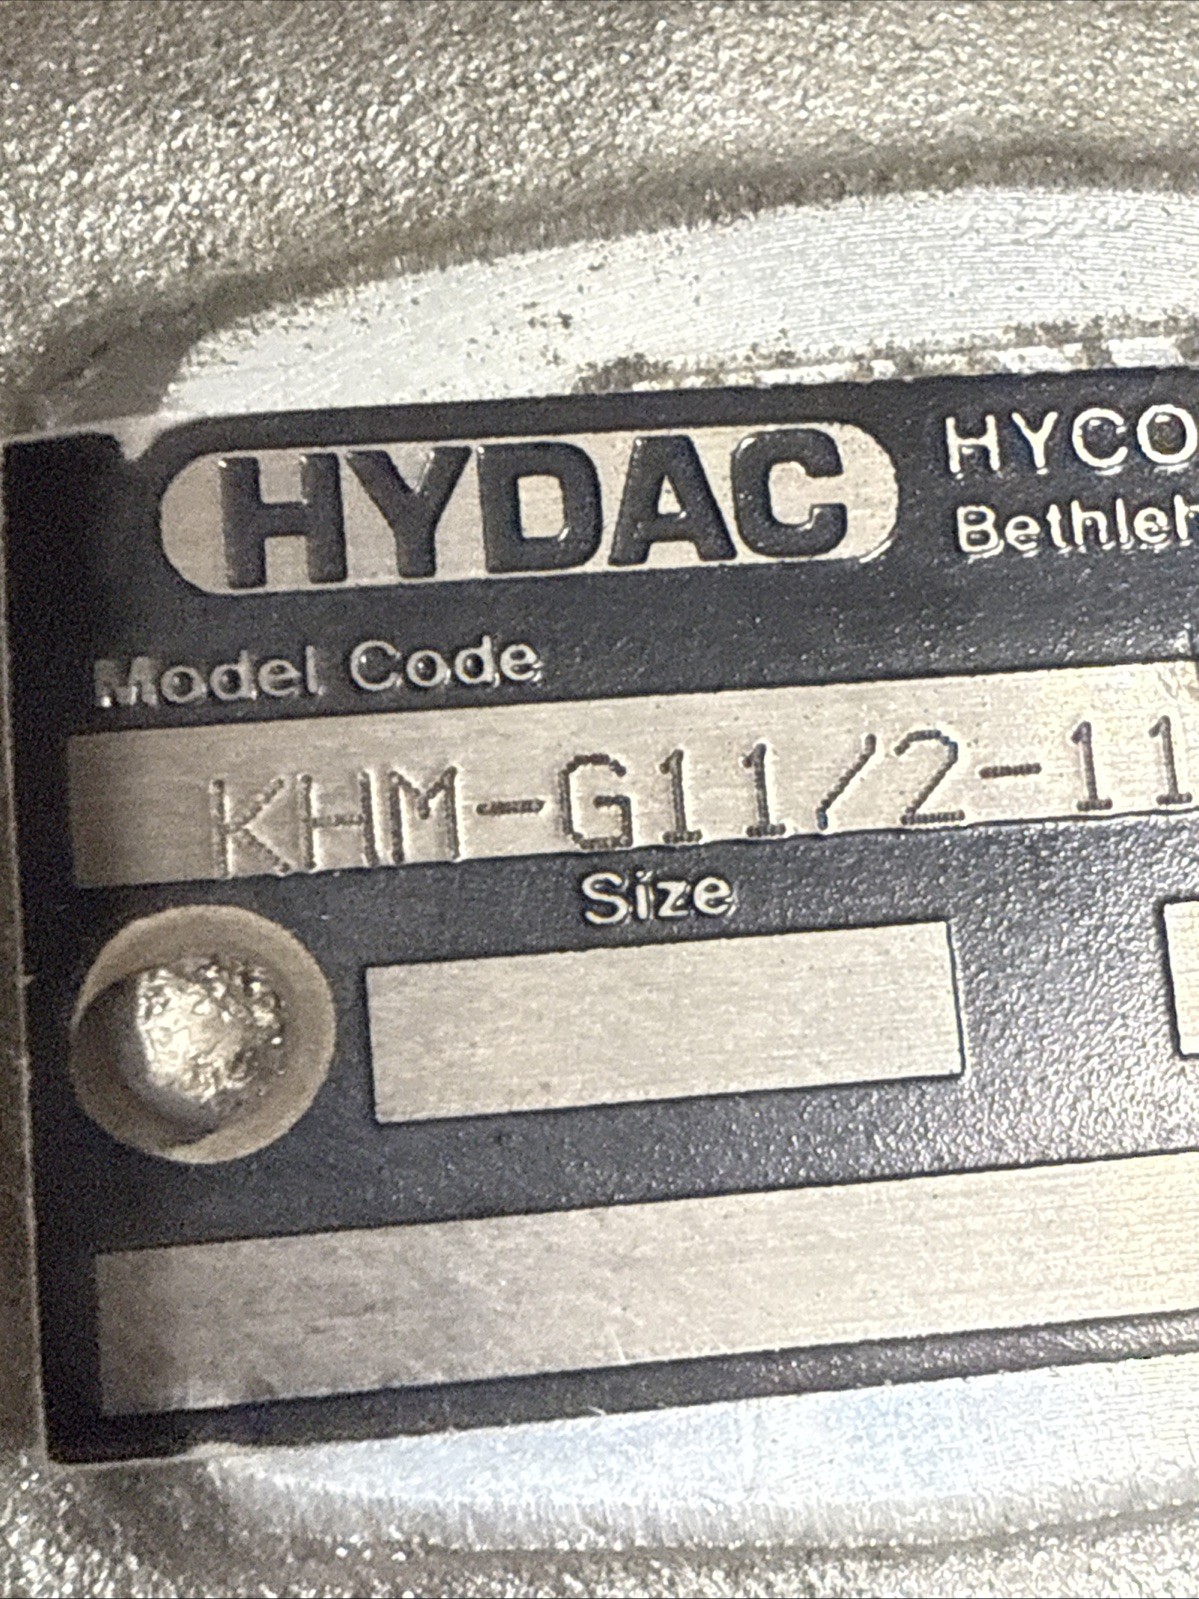 HYDAC
HYCO
Bethleh
Model Code
KHM-G11/2-11
Size